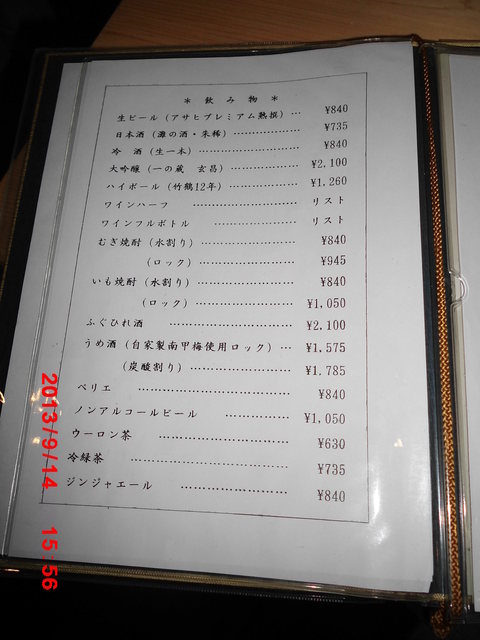 ＊ 飲み物 ＊
生ビール（アサヒプレミアム熟撰）… ¥840
日本酒（灘の酒・朱稀）………… ¥735
冷　酒（生一本）……………… ¥840
大吟醸（一の蔵　玄昌）………… ¥2,100
ハイボール（竹鶴12年）………… ¥1,260
ワインハーフ ……………… リスト
ワインフルボトル ……………… リスト
むぎ焼酎（水割り）……………… ¥840
（ロック）……………… ¥945
いも焼酎（水割り）……………… ¥840
（ロック）……………… ¥1,050
ふぐひれ酒 ……………… ¥2,100
うめ酒（自家製南甲梅使用ロック）… ¥1,575
（炭酸割り）……………… ¥1,785
ペリエ ……………………… ¥840
ノンアルコールビール ………… ¥1,050
ウーロン茶 ……………… ¥630
冷緑茶 ……………………… ¥735
ジンジャエール ……………… ¥840
2013/9/14 15:56